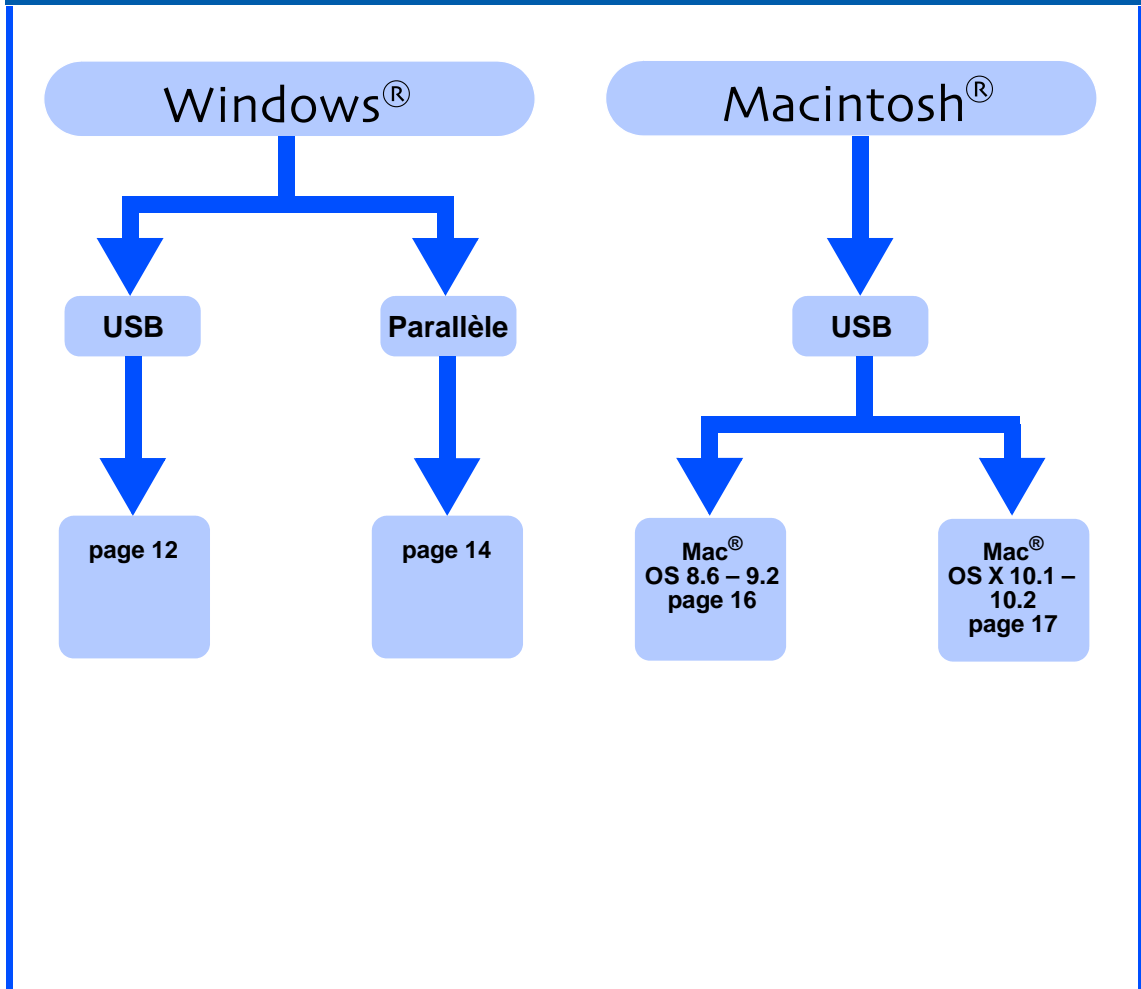 Windows®
Macintosh®
USB
Parallèle
USB
page 12
page 14
Mac®
OS 8.6 – 9.2
page 16
Mac®
OS X 10.1 –
10.2
page 17